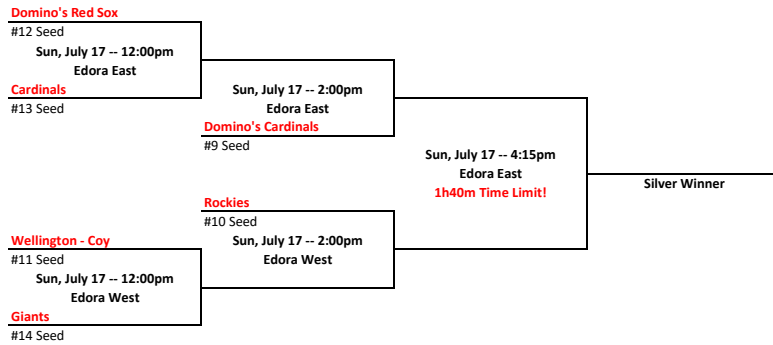 Domino's Red Sox
#12 Seed
Sun, July 17 -- 12:00pm
Edora East
Cardinals
#13 Seed
Sun, July 17 -- 2:00pm
Edora East
Domino's Cardinals
#9 Seed
Sun, July 17 -- 4:15pm
Edora East
1h40m Time Limit!
Silver Winner
Rockies
#10 Seed
Sun, July 17 -- 2:00pm
Edora West
Wellington - Coy
#11 Seed
Sun, July 17 -- 12:00pm
Edora West
Giants
#14 Seed